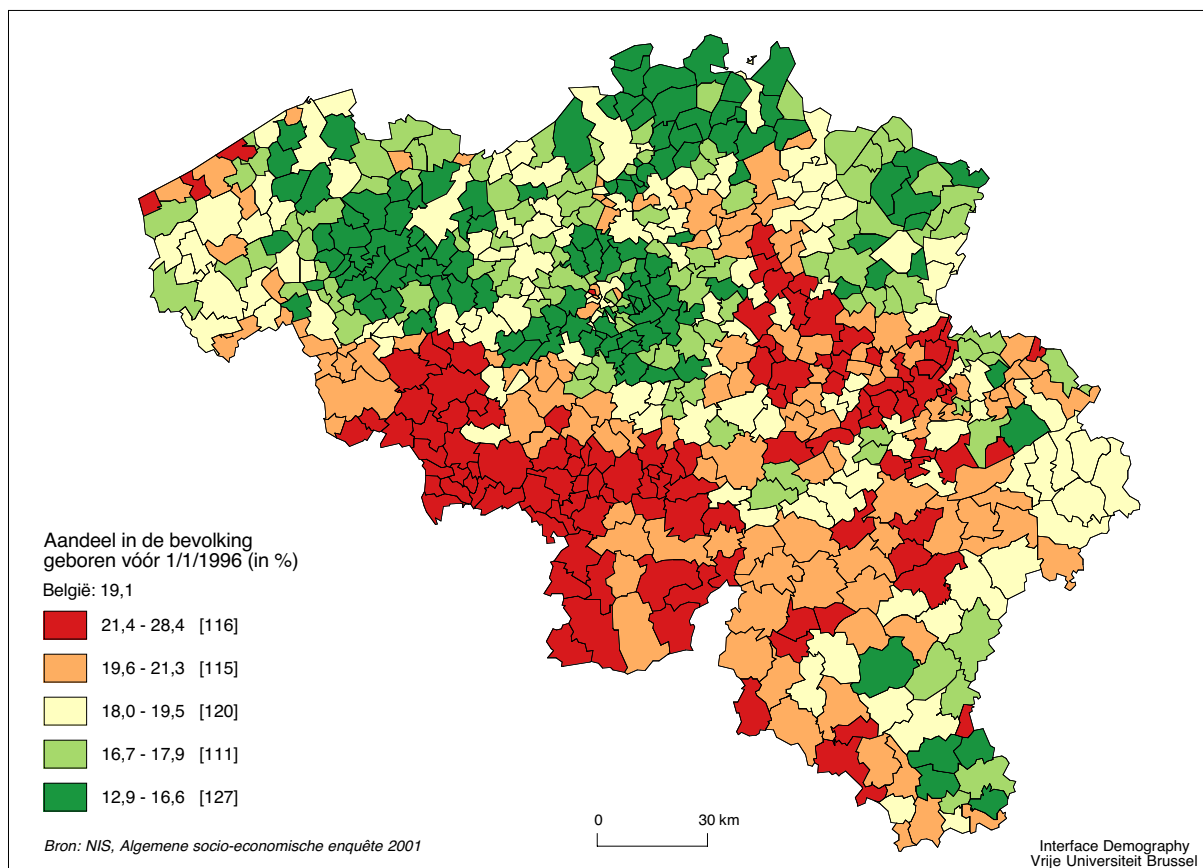 Aandeel in de bevolking
geboren vóór 1/1/1996 (in %)
België: 19,1
21,4 - 28,4 [116]
19,6 - 21,3 [115]
18,0 - 19,5 [120]
16,7 - 17,9 [111]
12,9 - 16,6 [127]
0 30 km
Bron: NIS, Algemene socio-economische enquête 2001
Interface Demography
Vrije Universiteit Brussel